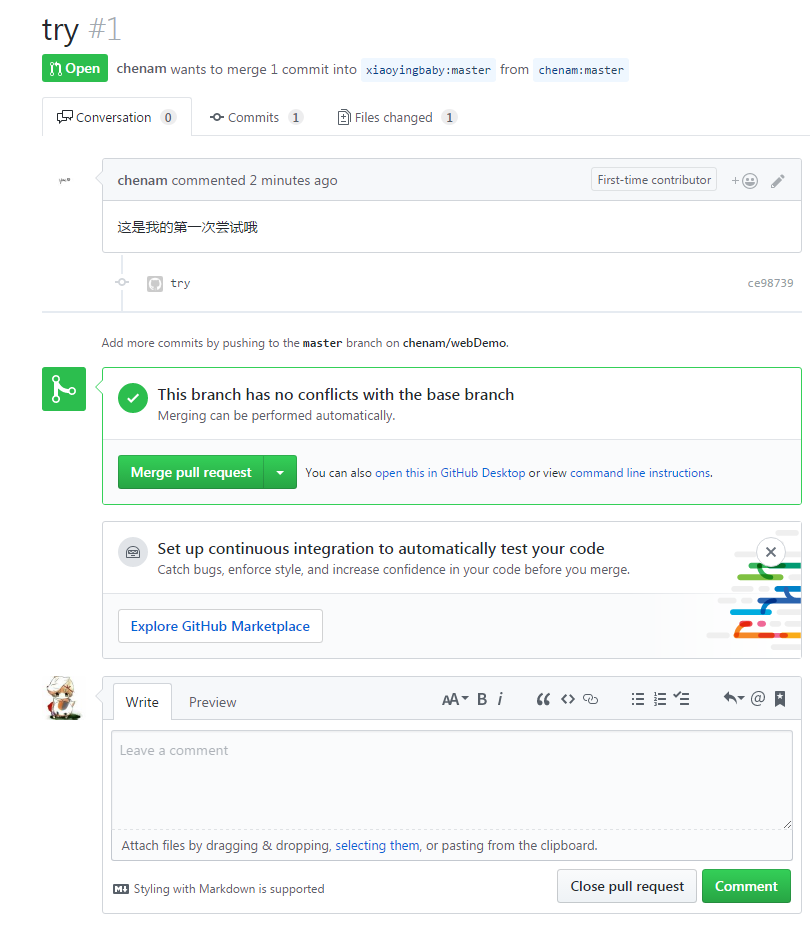 try #1
Open chenam wants to merge 1 commit into xiaoyingbaby:master from chenam:master
Conversation 0 Commits 1 Files changed 1
chenam commented 2 minutes ago First-time contributor +
这是我的第一次尝试哦
try ce98739
Add more commits by pushing to the master branch on chenam/webDemo.
This branch has no conflicts with the base branch
Merging can be performed automatically.
Merge pull request You can also open this in GitHub Desktop or view command line instructions.
Set up continuous integration to automatically test your code
Catch bugs, enforce style, and increase confidence in your code before you merge.
Explore GitHub Marketplace
Write Preview AA B i
Leave a comment
Attach files by dragging & dropping, selecting them, or pasting from the clipboard.
Styling with Markdown is supported Close pull request Comment